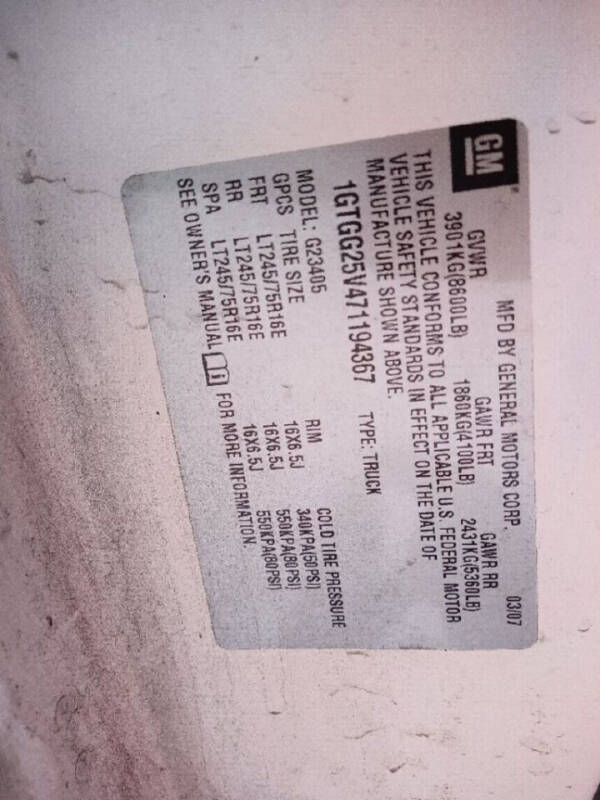 GM
MFD BY GENERAL MOTORS CORP. 03/07
GVWR GAWR FRT GAWR RR
3901KG(8600LB) 1860KG(4100LB) 2431KG(5360LB)
THIS VEHICLE CONFORMS TO ALL APPLICABLE U.S. FEDERAL MOTOR
VEHICLE SAFETY STANDARDS IN EFFECT ON THE DATE OF
MANUFACTURE SHOWN ABOVE.
1GTGG25V471194367 TYPE: TRUCK
MODEL: G23405
GPCS TIRE SIZE RIM COLD TIRE PRESSURE
FRT LT245/75R16E 16X6.5J 340KPA(50PSI)
RR LT245/75R16E 16X6.5J 550KPA(80PSI)
SPA LT245/75R16E 16X6.5J 550KPA(80PSI)
SEE OWNER'S MANUAL FOR MORE INFORMATION.